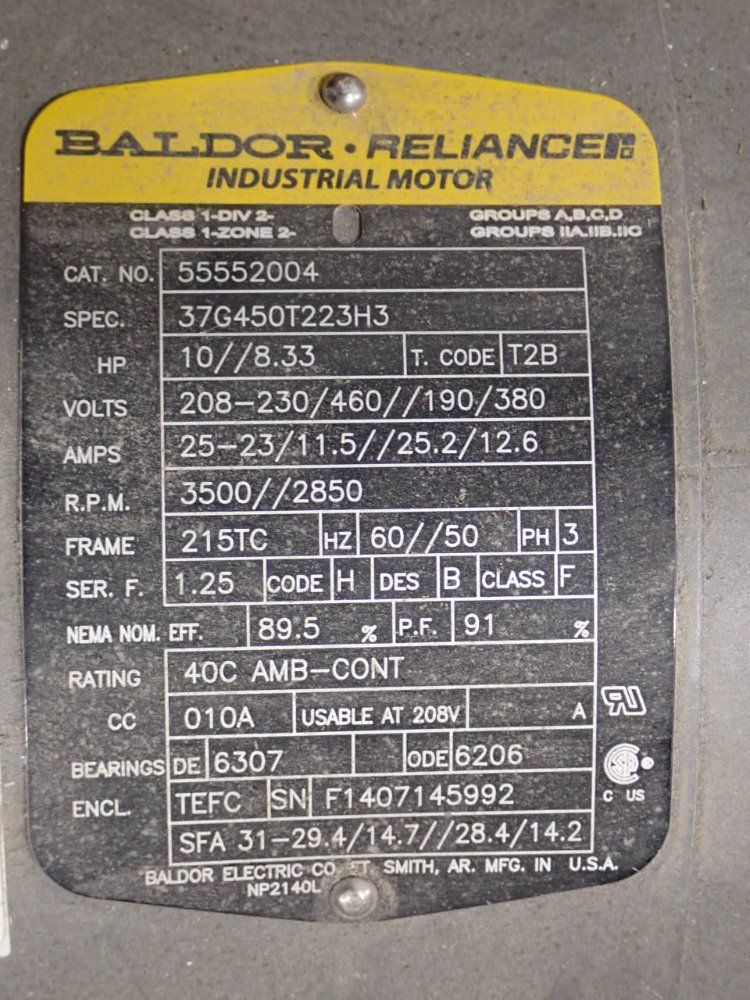 BALDOR • RELIANCE
INDUSTRIAL MOTOR
CLASS 1-DIV 2- GROUPS A,B,C,D
CLASS 1-ZONE 2- GROUPS IIA,IIB,IIC
CAT. NO. 55552004
SPEC. 37G450T223H3
HP 10//8.33 T. CODE T2B
VOLTS 208-230/460//190/380
AMPS 25-23/11.5//25.2/12.6
R.P.M. 3500//2850
FRAME 215TC HZ 60//50 PH 3
SER. F. 1.25 CODE H DES B CLASS F
NEMA NOM. EFF. 89.5 % P.F. 91 %
RATING 40C AMB-CONT
CC 010A USABLE AT 208V A
BEARINGS DE 6307 ODE 6206
ENCL. TEFC SN F1407145992
SFA 31-29.4/14.7//28.4/14.2
BALDOR ELECTRIC CO. SMITH, AR. MFG. IN U.S.A.
NP2140L
RU
CSA
C US